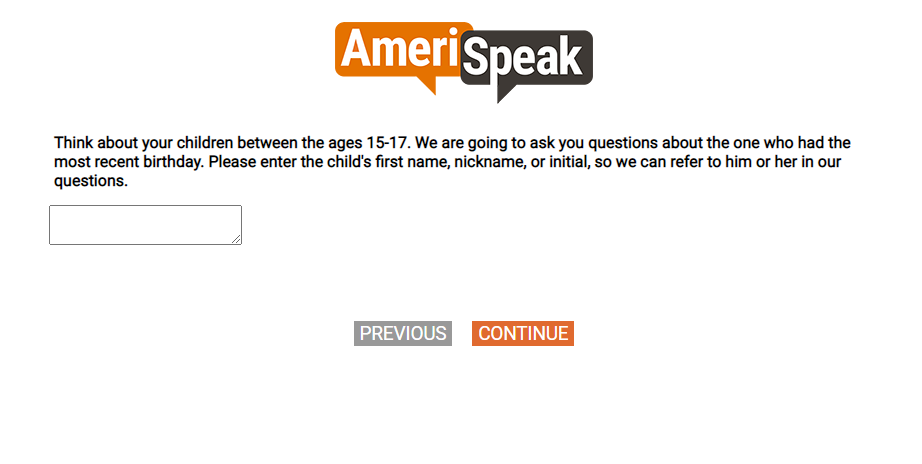 Ameri Speak
Think about your children between the ages 15-17. We are going to ask you questions about the one who had the
most recent birthday. Please enter the child's first name, nickname, or initial, so we can refer to him or her in our
questions.
PREVIOUS CONTINUE